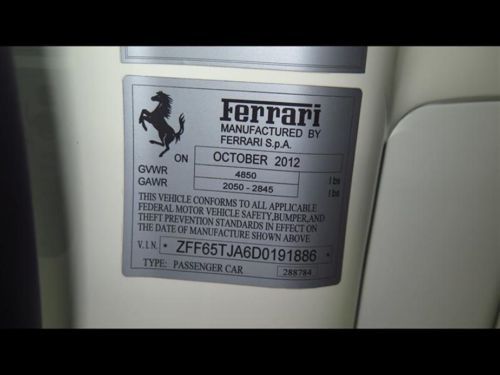 Ferrari
MANUFACTURED BY
FERRARI S.p.A.
ON OCTOBER 2012
GVWR 4850 lbs
GAWR 2050 - 2845 lbs
THIS VEHICLE CONFORMS TO ALL APPLICABLE
FEDERAL MOTOR VEHICLE SAFETY, BUMPER, AND
THEFT PREVENTION STANDARDS IN EFFECT ON
THE DATE OF MANUFACTURE SHOWN ABOVE
V.I.N. * ZFF65TJA6D0191886 *
TYPE: PASSENGER CAR 288784